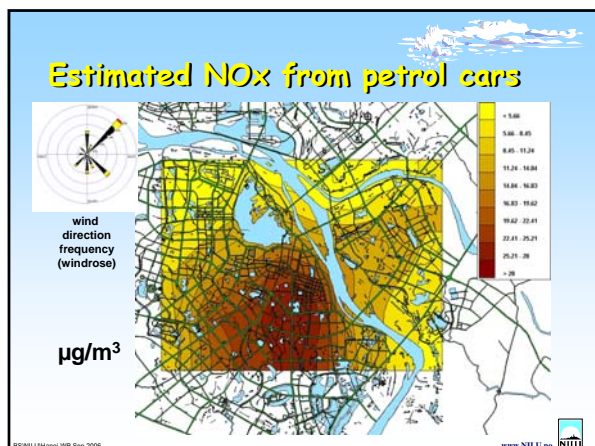 Estimated NOx from petrol cars
wind
direction
frequency
(windrose)
µg/m³
< 5.66
5.66 - 8.45
8.45 - 11.24
11.24 - 14.04
14.04 - 16.83
16.83 - 19.62
19.62 - 22.41
22.41 - 25.21
25.21 - 28
> 28
www.NILU.no
NILU